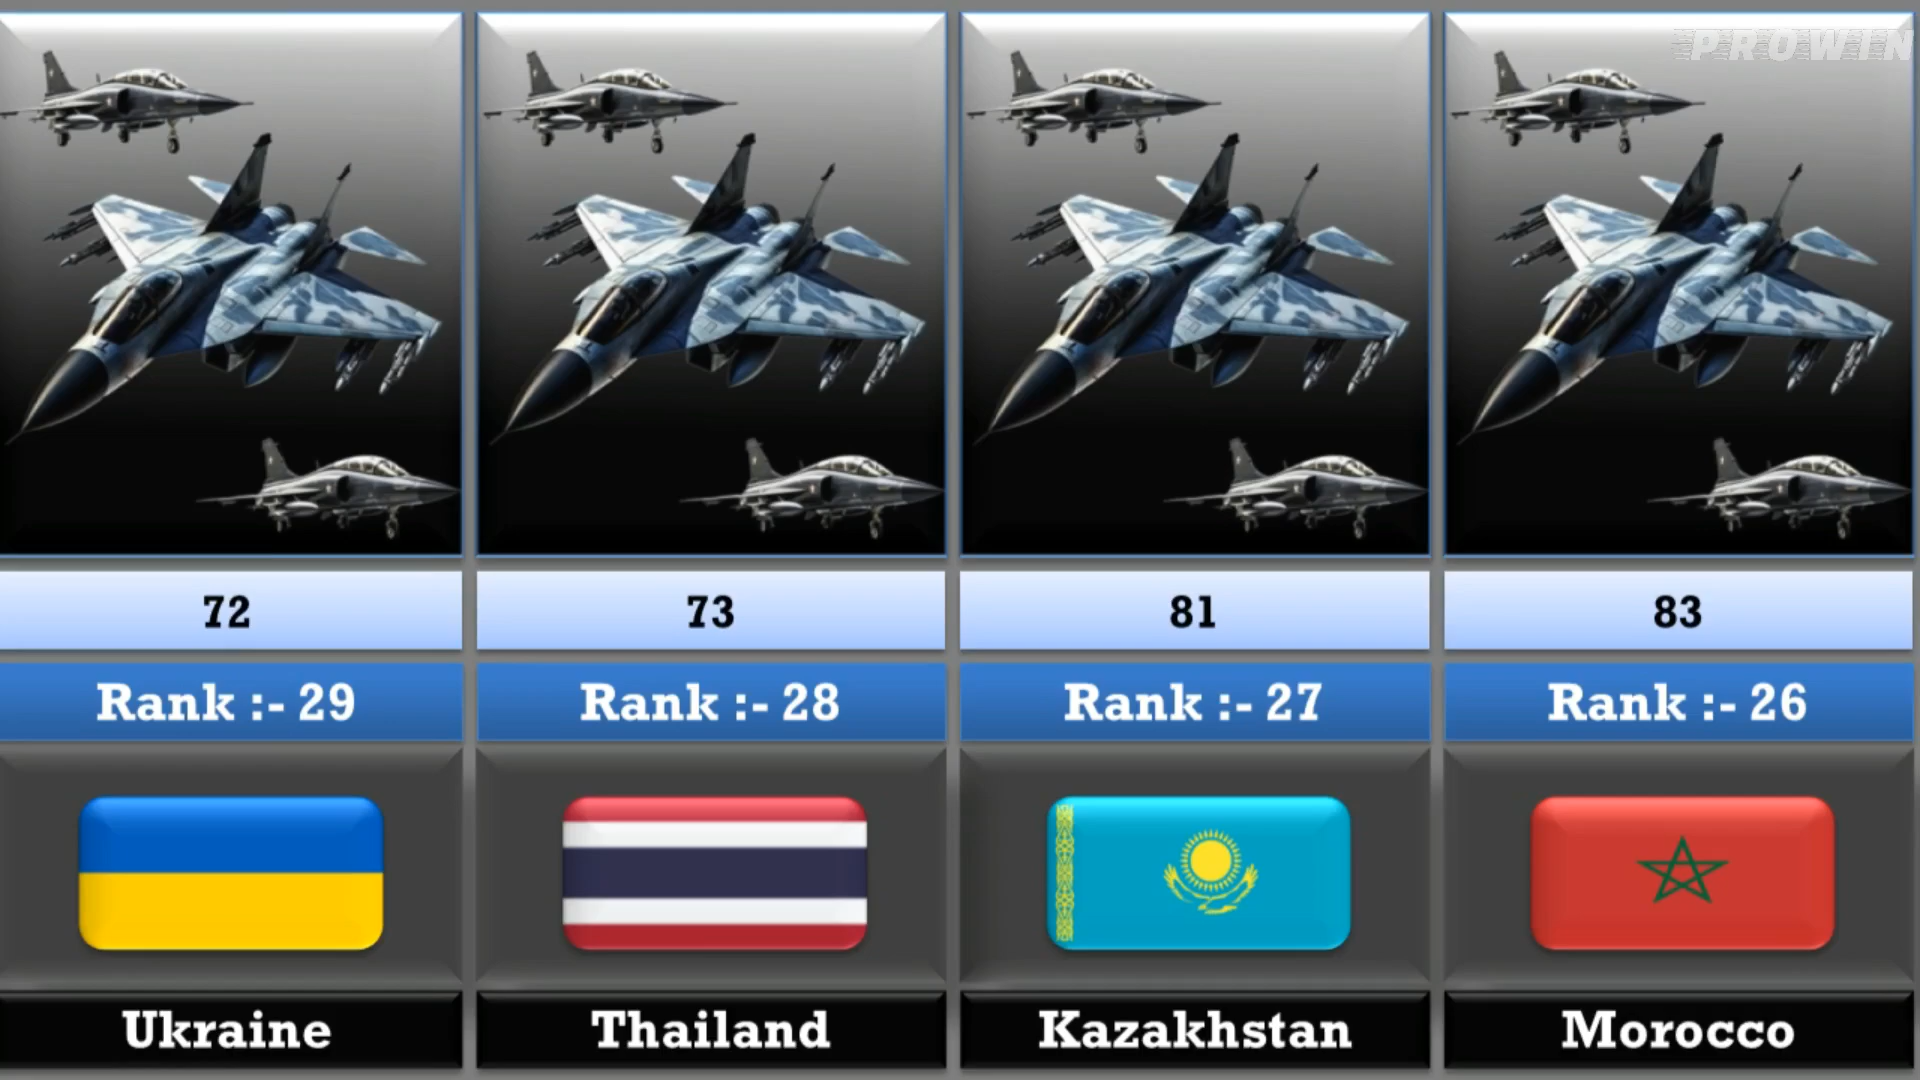 PROWIN
72
73
81
83
Rank :- 29
Rank :- 28
Rank :- 27
Rank :- 26
Ukraine
Thailand
Kazakhstan
Morocco